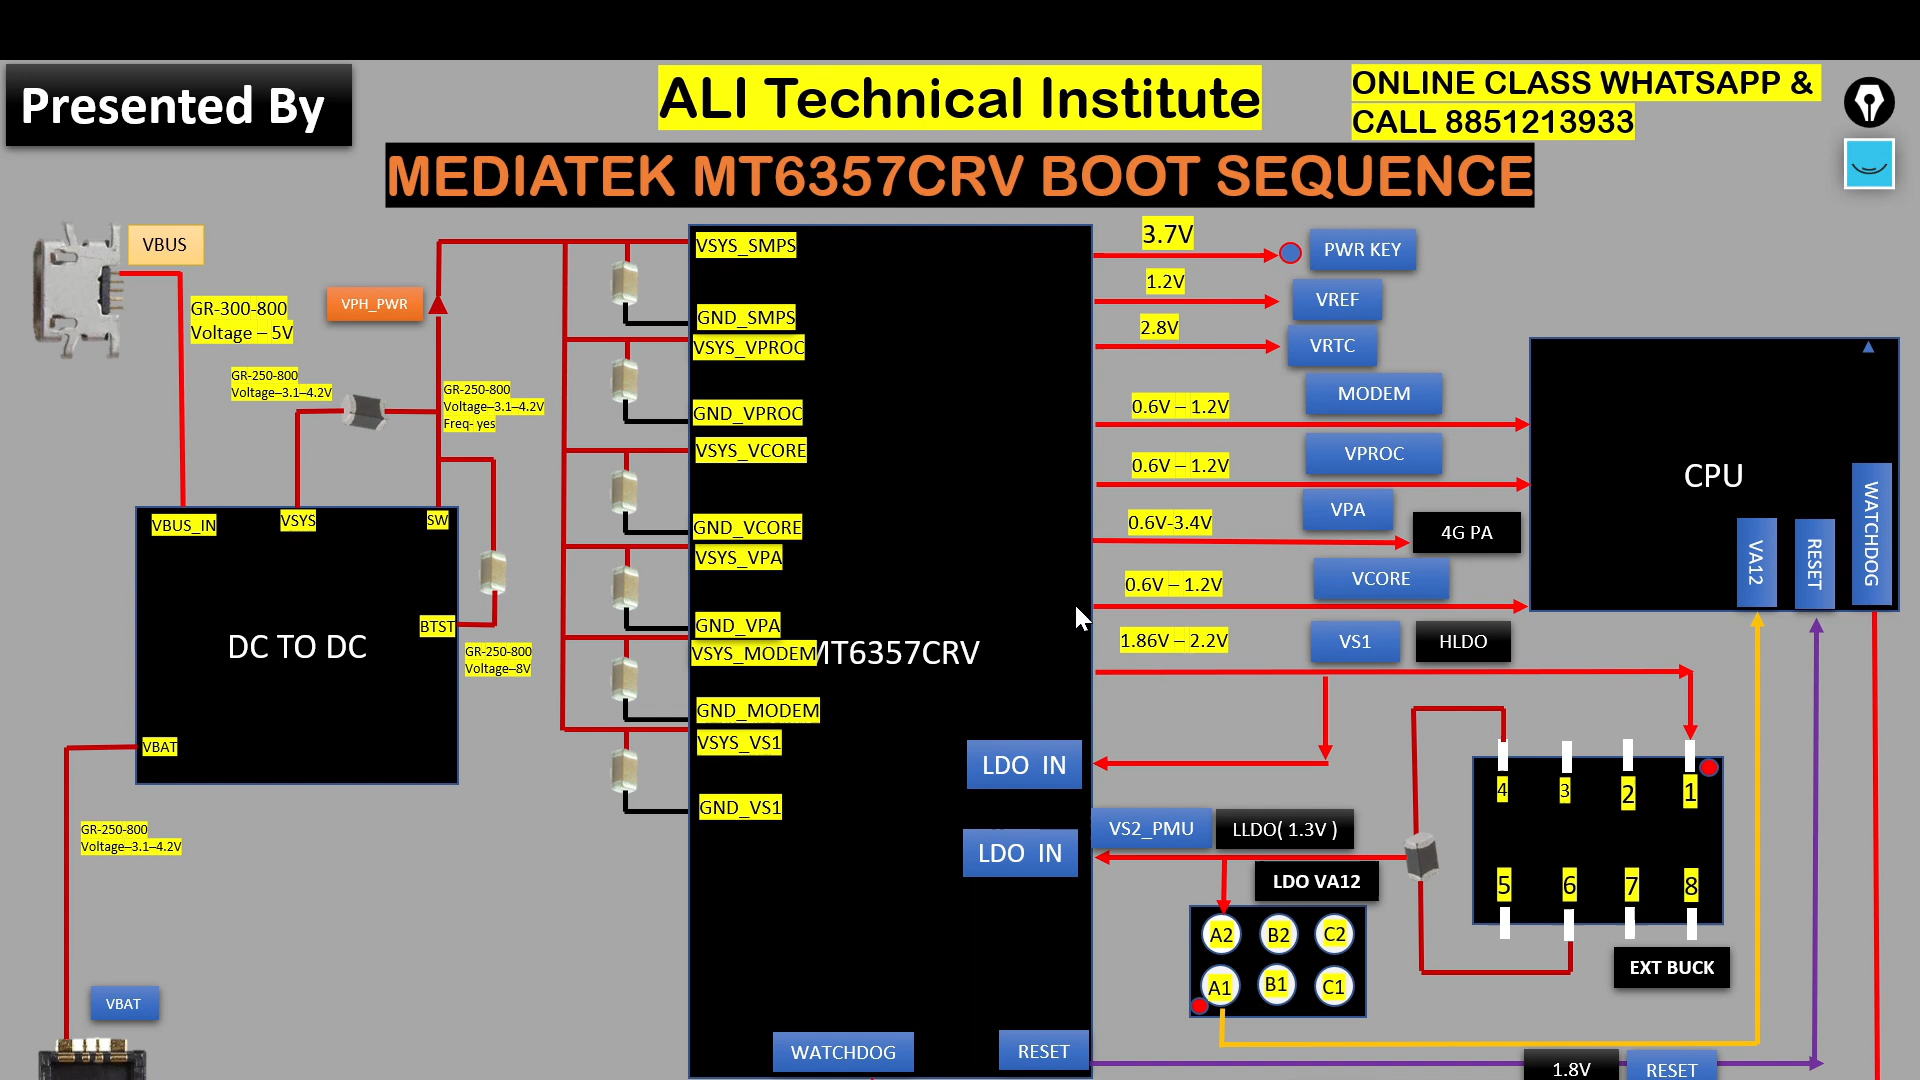 Presented By
ALI Technical Institute
ONLINE CLASS WHATSAPP &
CALL 8851213933
MEDIATEK MT6357CRV BOOT SEQUENCE
VBUS
GR-300-800
Voltage – 5V
VPH_PWR
GR-250-800
Voltage–3.1–4.2V
GR-250-800
Voltage–3.1–4.2V
Freq- yes
VBUS_IN
VSYS
SW
DC TO DC
BTST
GR-250-800
Voltage–8V
VBAT
GR-250-800
Voltage–3.1–4.2V
VBAT
VSYS_SMPS
GND_SMPS
VSYS_VPROC
GND_VPROC
VSYS_VCORE
GND_VCORE
VSYS_VPA
GND_VPA
VSYS_MODEM
MT6357CRV
GND_MODEM
VSYS_VS1
GND_VS1
LDO IN
LDO IN
WATCHDOG
RESET
3.7V
PWR KEY
1.2V
VREF
2.8V
VRTC
MODEM
0.6V – 1.2V
VPROC
0.6V – 1.2V
VPA
0.6V-3.4V
4G PA
VCORE
0.6V – 1.2V
1.86V – 2.2V
VS1
HLDO
CPU
VA12
RESET
WATCHDOG
VS2_PMU
LLDO( 1.3V )
LDO VA12
A2
B2
C2
A1
B1
C1
4
3
2
1
5
6
7
8
EXT BUCK
1.8V
RESET